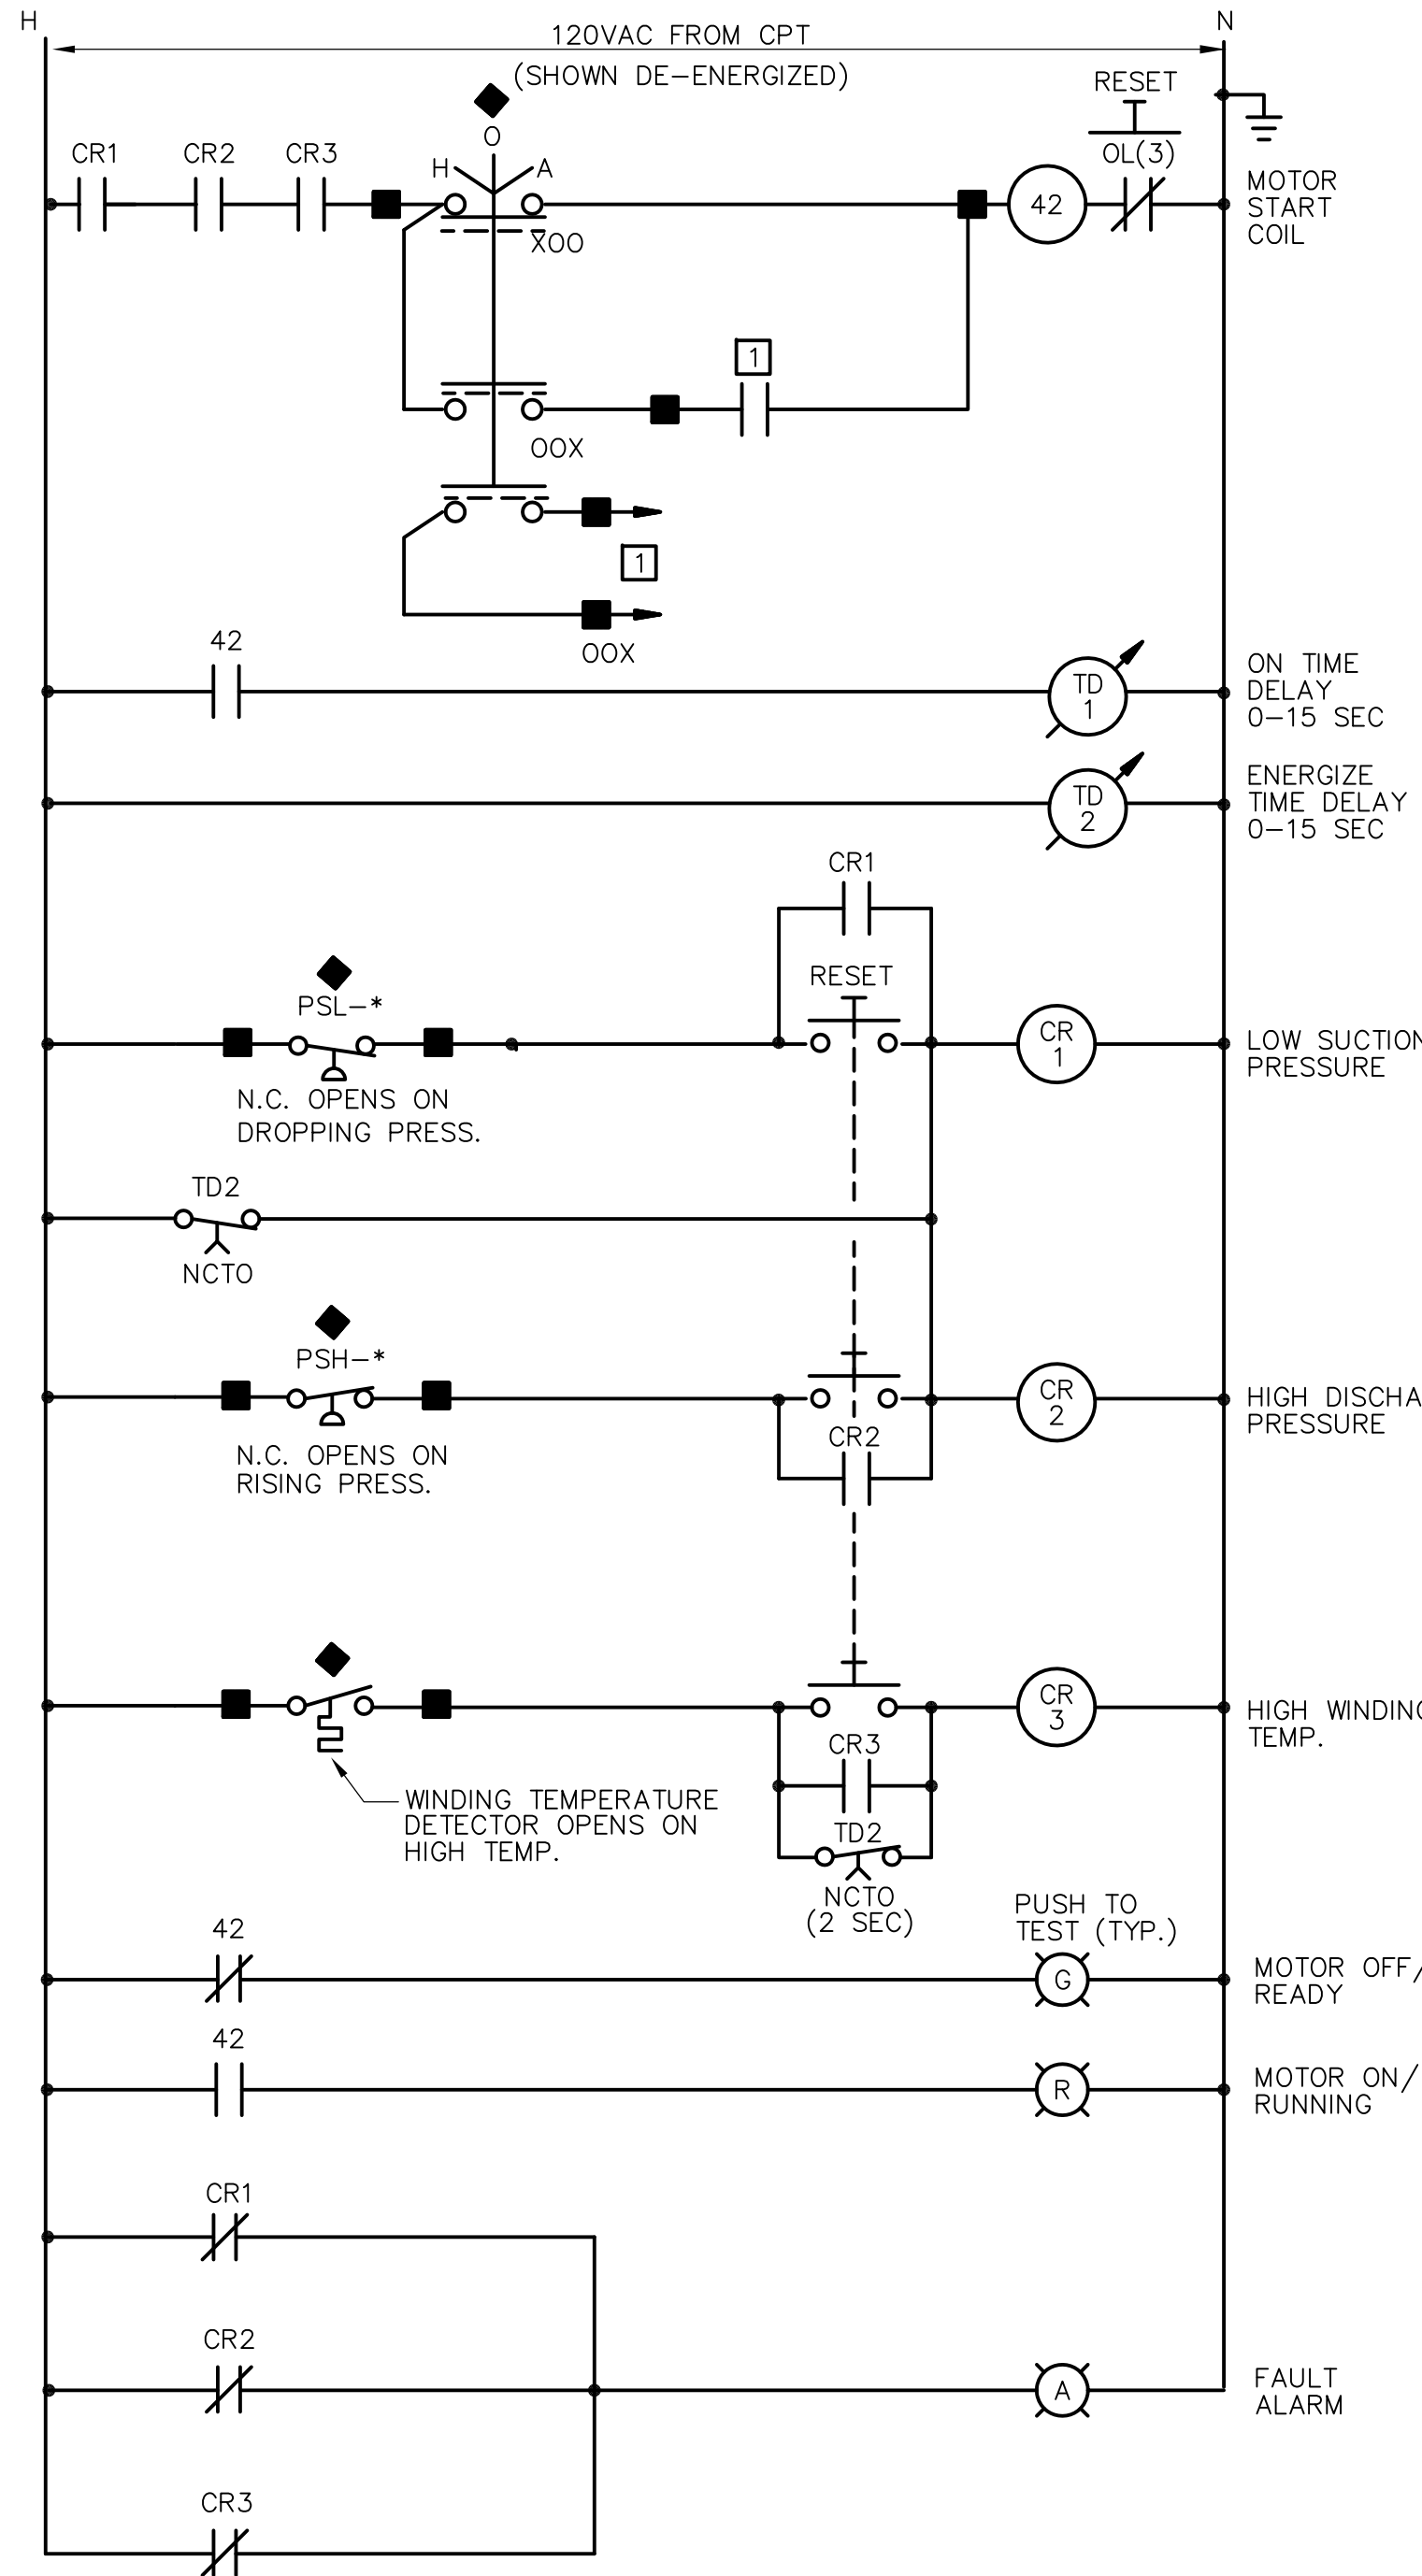 H
N
120VAC FROM CPT
(SHOWN DE-ENERGIZED)
RESET
O
CR1
CR2
CR3
H
A
OL(3)
42
MOTOR
START
COIL
XOO
1
OOX
1
OOX
42
TD
1
ON TIME
DELAY
0-15 SEC
TD
2
ENERGIZE
TIME DELAY
0-15 SEC
CR1
RESET
PSL-*
CR
1
LOW SUCTION
PRESSURE
N.C. OPENS ON
DROPPING PRESS.
TD2
NCTO
PSH-*
CR
2
HIGH DISCHA
PRESSURE
CR2
N.C. OPENS ON
RISING PRESS.
CR
3
HIGH WINDING
TEMP.
CR3
WINDING TEMPERATURE
DETECTOR OPENS ON
HIGH TEMP.
TD2
NCTO
(2 SEC)
PUSH TO
TEST (TYP.)
42
G
MOTOR OFF/
READY
42
R
MOTOR ON/
RUNNING
CR1
CR2
A
FAULT
ALARM
CR3